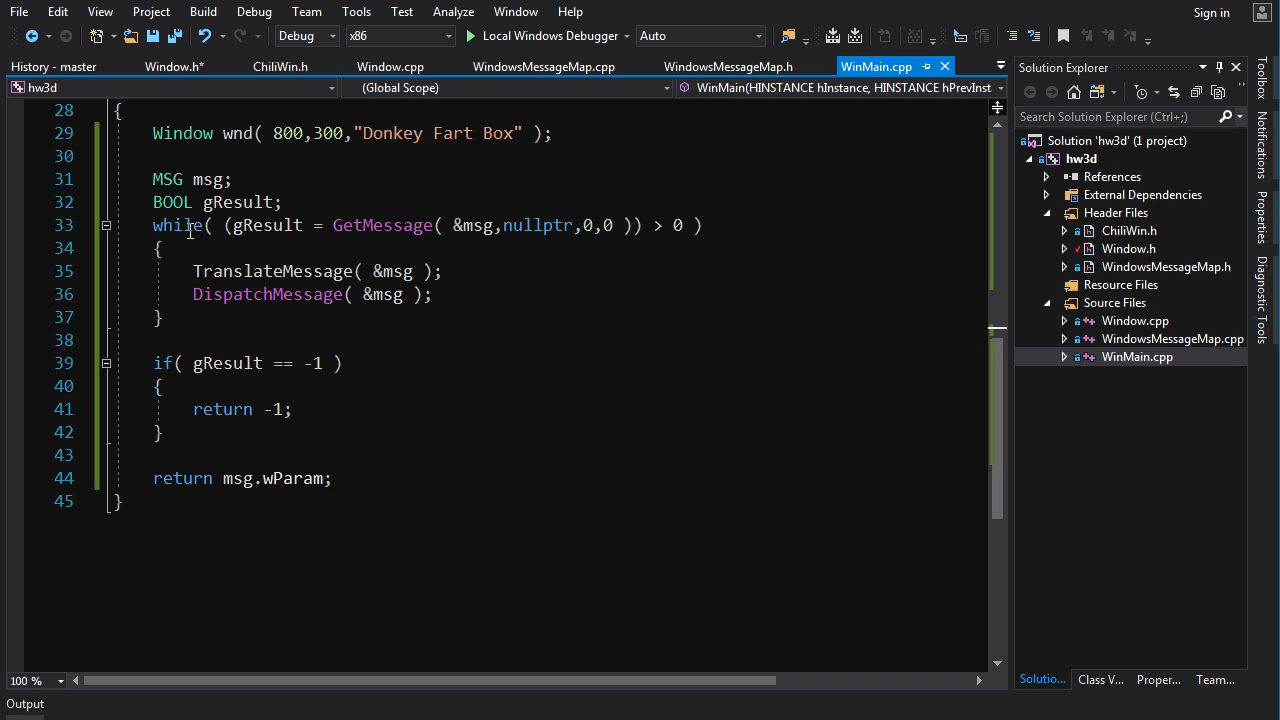 File Edit View Project Build Debug Team Tools Test Analyze Window Help Sign in
Debug x86 Local Windows Debugger Auto
History - master Window.h* ChiliWin.h Window.cpp WindowsMessageMap.cpp WindowsMessageMap.h WinMain.cpp
hw3d (Global Scope) WinMain(HINSTANCE hInstance, HINSTANCE hPrevInst
28 {
29 Window wnd( 800,300,"Donkey Fart Box" );
30
31 MSG msg;
32 BOOL gResult;
33 while( (gResult = GetMessage( &msg,nullptr,0,0 )) > 0 )
34 {
35 TranslateMessage( &msg );
36 DispatchMessage( &msg );
37 }
38
39 if( gResult == -1 )
40 {
41 return -1;
42 }
43
44 return msg.wParam;
45 }
100 %
Output
Solution Explorer
Search Solution Explorer (Ctrl+;)
Solution 'hw3d' (1 project)
hw3d
References
External Dependencies
Header Files
ChiliWin.h
Window.h
WindowsMessageMap.h
Resource Files
Source Files
Window.cpp
WindowsMessageMap.cpp
WinMain.cpp
Solutio... Class V... Proper... Team...
Toolbox
Notifications
Properties
Diagnostic Tools